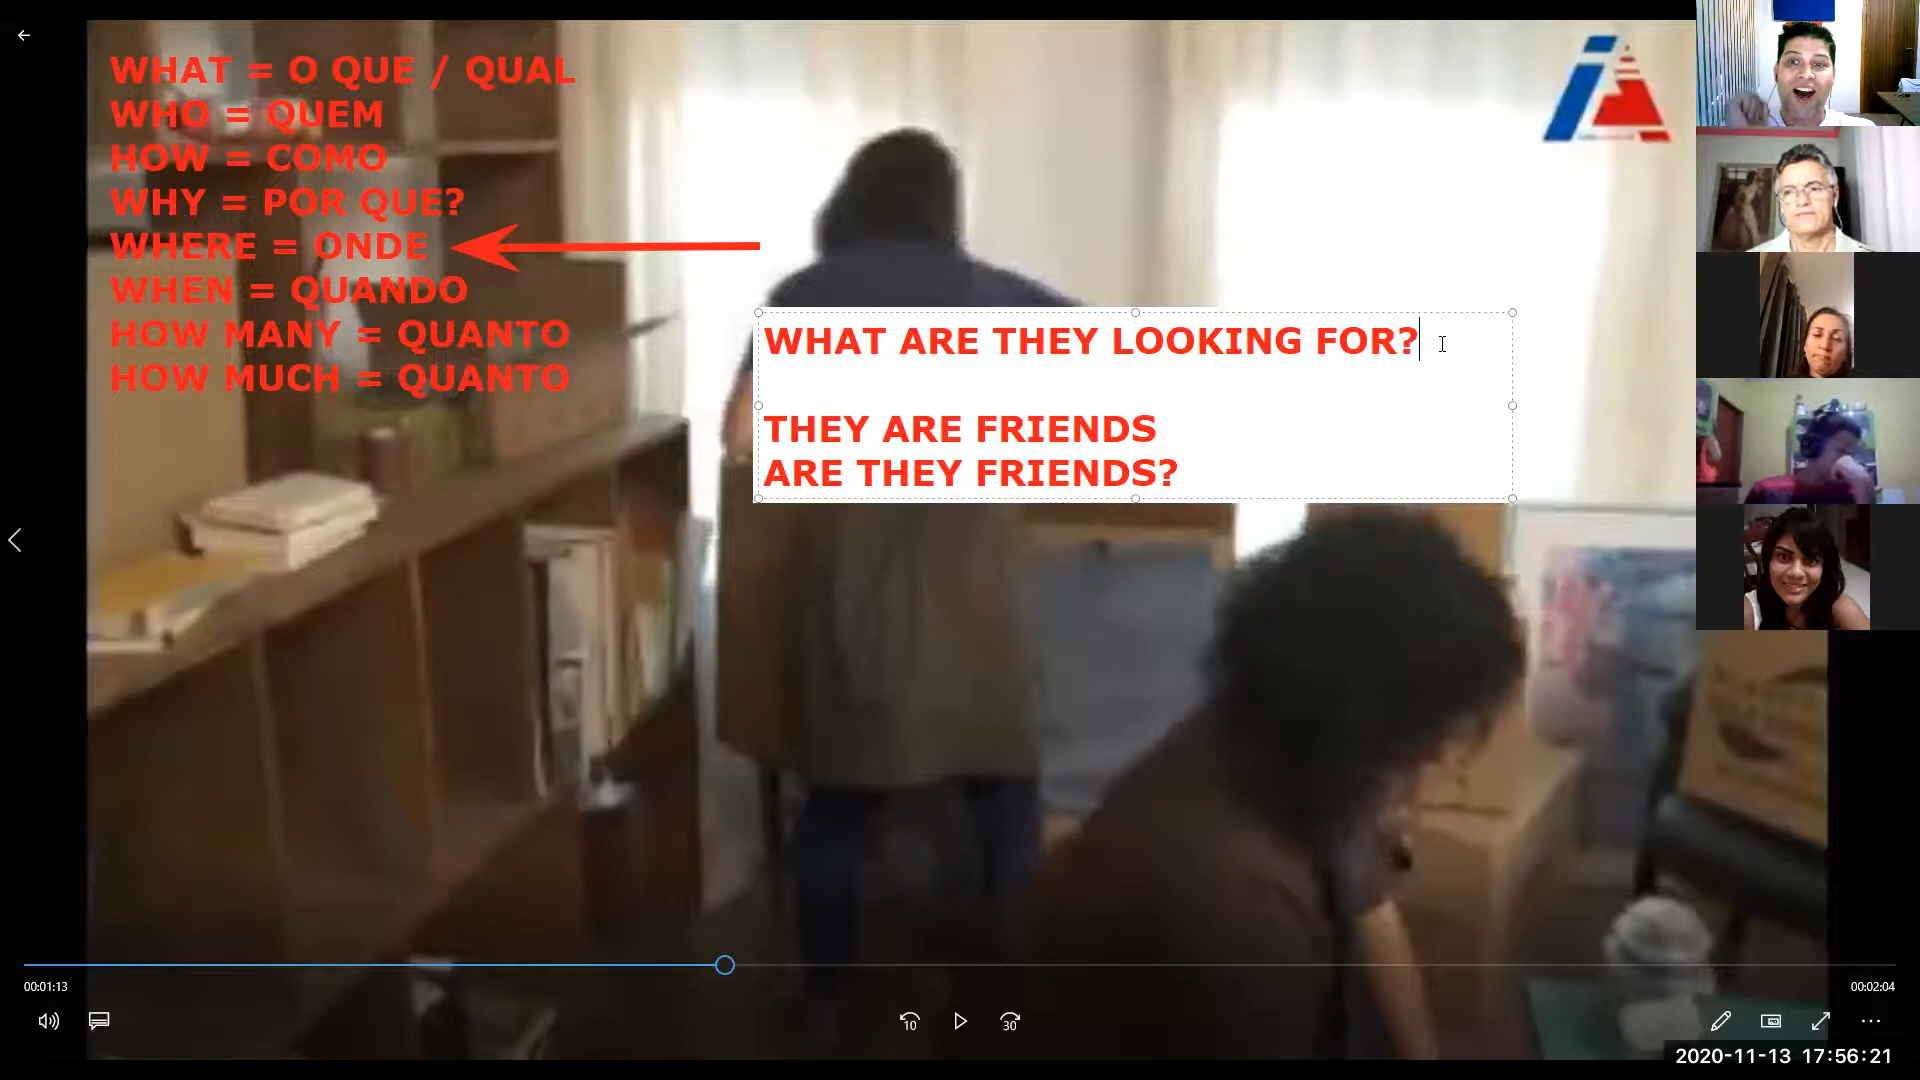 WHAT = O QUE / QUAL
WHO = QUEM
HOW = COMO
WHY = POR QUE?
WHERE = ONDE
WHEN = QUANDO
HOW MANY = QUANTO
HOW MUCH = QUANTO
WHAT ARE THEY LOOKING FOR?
THEY ARE FRIENDS
ARE THEY FRIENDS?
00:01:13
00:02:04
10
30
2020-11-13 17:56:21